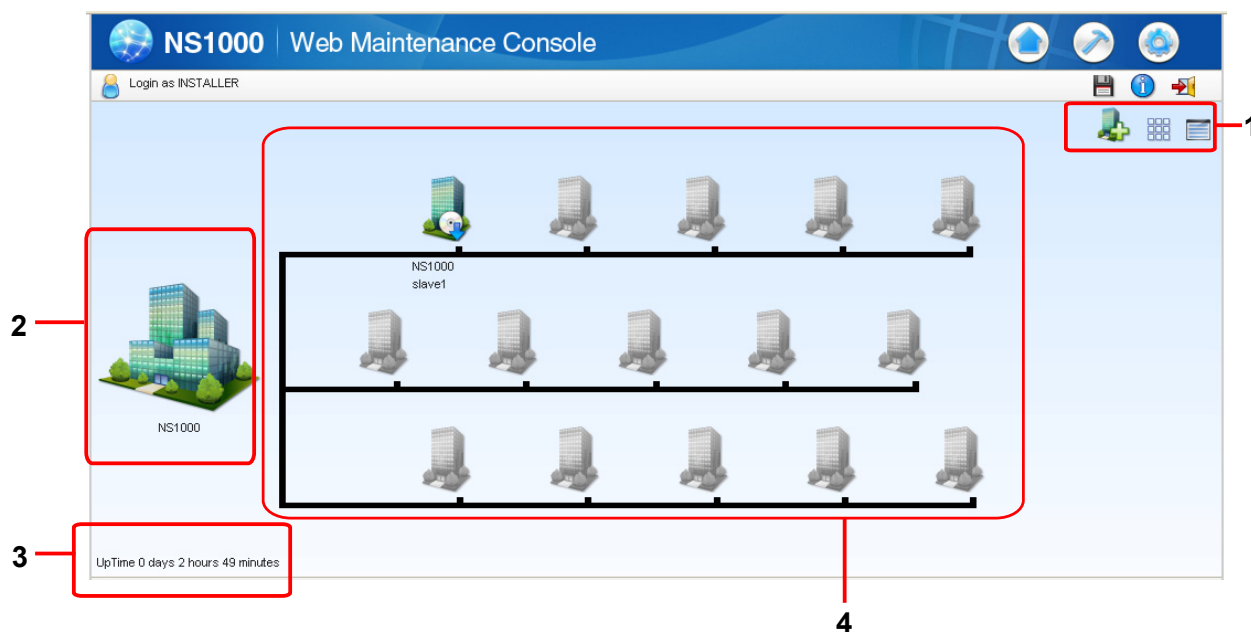 NS1000 Web Maintenance Console
Login as INSTALLER
1
NS1000
slave1
2
NS1000
3
UpTime 0 days 2 hours 49 minutes
4